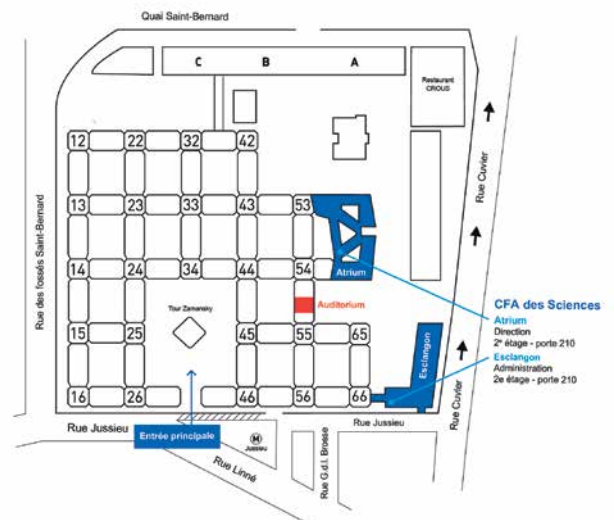 Quai Saint-Bernard
C B A
Restaurant
CROUS
12 22 32 42
Rue des fossés Saint-Bernard
Rue Cuvier
13 23 33 43 53
14 24 34 44 54
Atrium
Auditorium
Tour Zamansky
CFA des Sciences
Atrium
Direction
2e étage - porte 210
Esclangon
Administration
2e étage - porte 210
15 25 45 55 65
Esclangon
16 26 46 56 66
Rue Cuvier
Rue Jussieu
Entrée principale
M
Jussieu
Rue Jussieu
Rue Linné
Rue G.d.l. Brosse